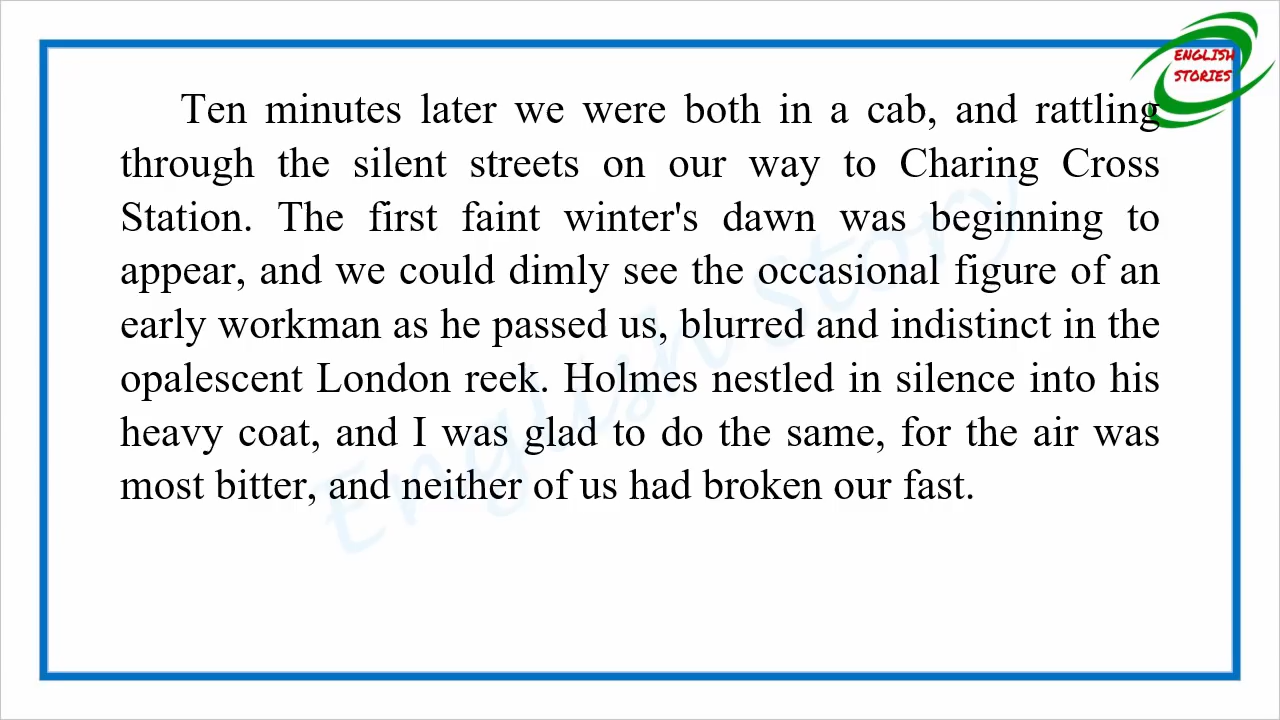 ENGLISH
STORIES
Ten minutes later we were both in a cab, and rattling
through the silent streets on our way to Charing Cross
Station. The first faint winter's dawn was beginning to
appear, and we could dimly see the occasional figure of an
early workman as he passed us, blurred and indistinct in the
opalescent London reek. Holmes nestled in silence into his
heavy coat, and I was glad to do the same, for the air was
most bitter, and neither of us had broken our fast.
English Story